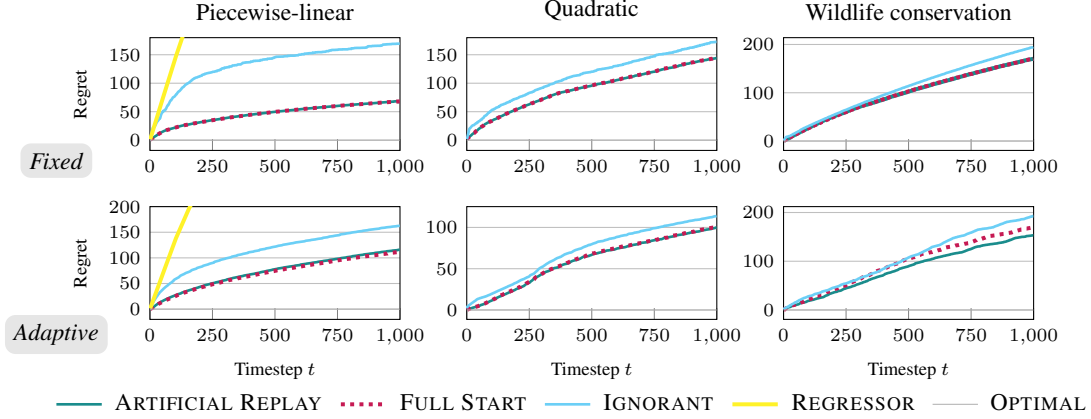 Piecewise-linear Quadratic Wildlife conservation
Regret
150
100
50
0
0 250 500 750 1,000
150
100
50
0
0 250 500 750 1,000
200
100
0
0 250 500 750 1,000
Fixed
Regret
200
150
100
50
0
0 250 500 750 1,000
100
50
0
0 250 500 750 1,000
200
100
0
0 250 500 750 1,000
Adaptive
Timestep t Timestep t Timestep t
ARTIFICIAL REPLAY FULL START IGNORANT REGRESSOR OPTIMAL